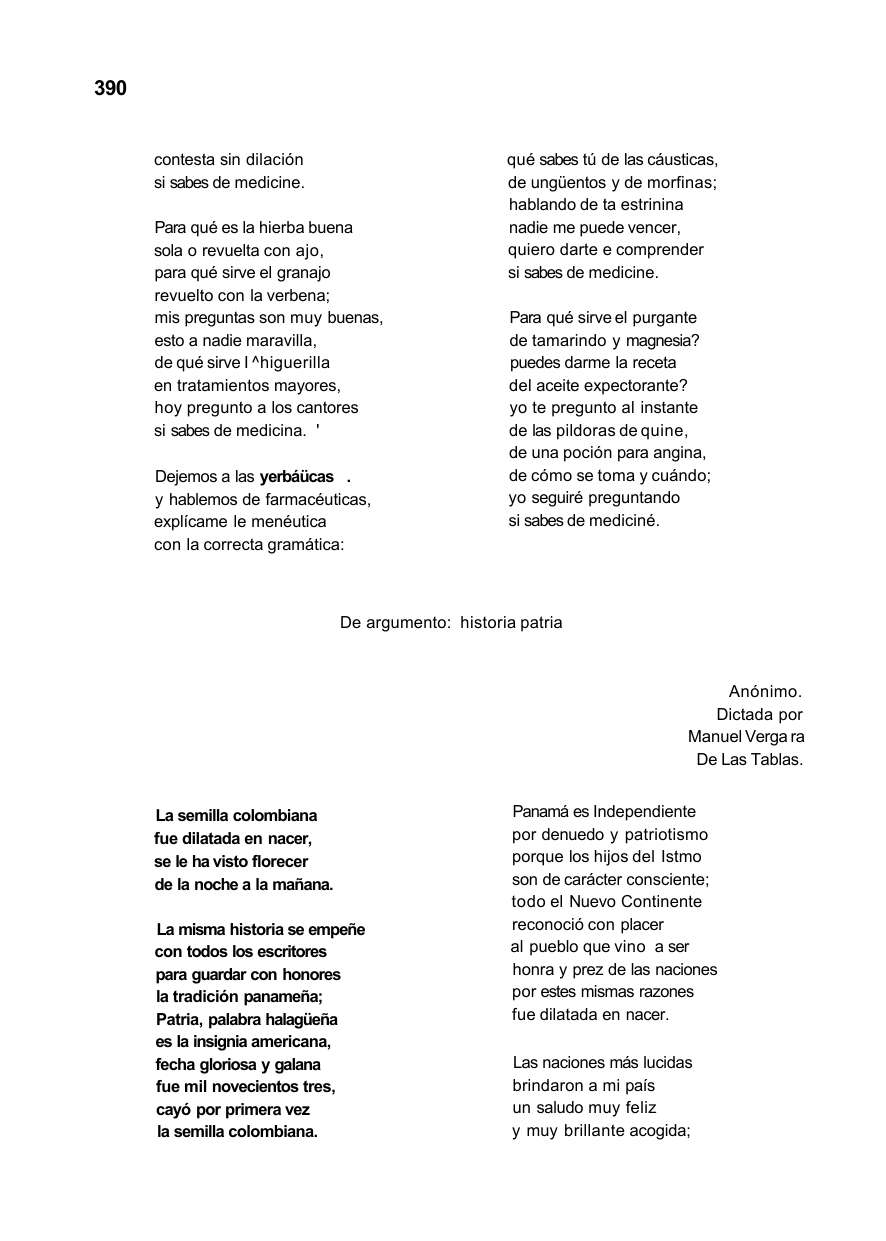 390
contesta sin dilación
si sabes de medicine.
Para qué es la hierba buena
sola o revuelta con ajo,
para qué sirve el granajo
revuelto con la verbena;
mis preguntas son muy buenas,
esto a nadie maravilla,
de qué sirve l ^higuerilla
en tratamientos mayores,
hoy pregunto a los cantores
si sabes de medicina. '
Dejemos a las yerbáücas .
y hablemos de farmacéuticas,
explícame le menéutica
con la correcta gramática:
qué sabes tú de las cáusticas,
de ungüentos y de morfinas;
hablando de ta estrinina
nadie me puede vencer,
quiero darte e comprender
si sabes de medicine.
Para qué sirve el purgante
de tamarindo y magnesia?
puedes darme la receta
del aceite expectorante?
yo te pregunto al instante
de las pildoras de quine,
de una poción para angina,
de cómo se toma y cuándo;
yo seguiré preguntando
si sabes de mediciné.
De argumento: historia patria
Anónimo.
Dictada por
Manuel Verga ra
De Las Tablas.
La semilla colombiana
fue dilatada en nacer,
se le ha visto florecer
de la noche a la mañana.
La misma historia se empeñe
con todos los escritores
para guardar con honores
la tradición panameña;
Patria, palabra halagüeña
es la insignia americana,
fecha gloriosa y galana
fue mil novecientos tres,
cayó por primera vez
la semilla colombiana.
Panamá es Independiente
por denuedo y patriotismo
porque los hijos del Istmo
son de carácter consciente;
todo el Nuevo Continente
reconoció con placer
al pueblo que vino a ser
honra y prez de las naciones
por estes mismas razones
fue dilatada en nacer.
Las naciones más lucidas
brindaron a mi país
un saludo muy feliz
y muy brillante acogida;